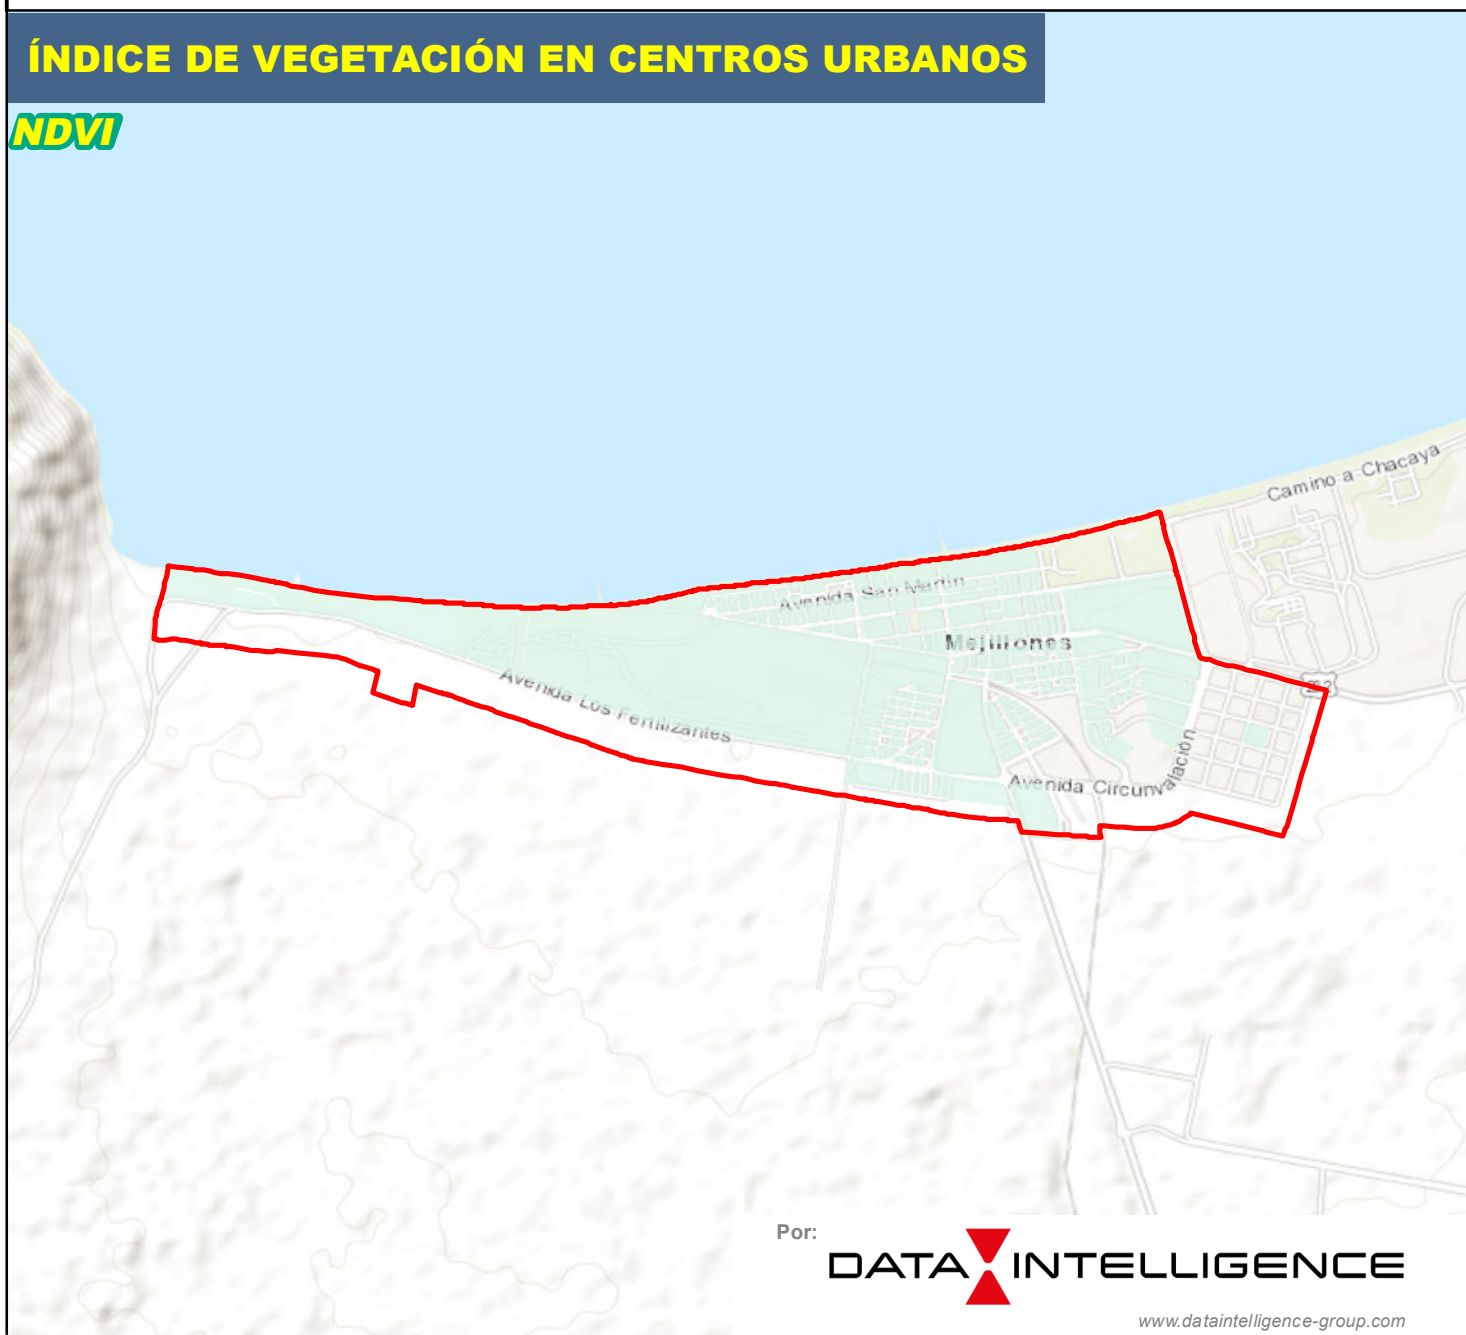 ÍNDICE DE VEGETACIÓN EN CENTROS URBANOS
NDVI
Camino a Chacaya
Avenida San Martín
Mejillones
Avenida Los Fertilizantes
Avenida Circunvalación
Por:
DATA INTELLIGENCE
www.dataintelligence-group.com